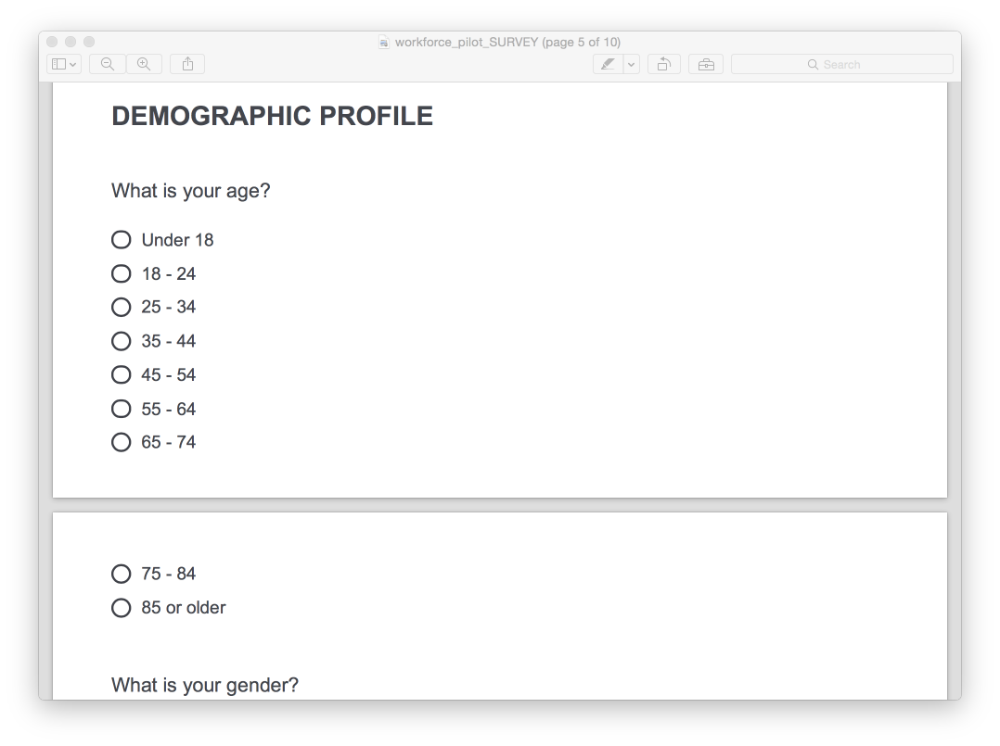 workforce_pilot_SURVEY (page 5 of 10)
Search
DEMOGRAPHIC PROFILE
What is your age?
Under 18
18 - 24
25 - 34
35 - 44
45 - 54
55 - 64
65 - 74
75 - 84
85 or older
What is your gender?